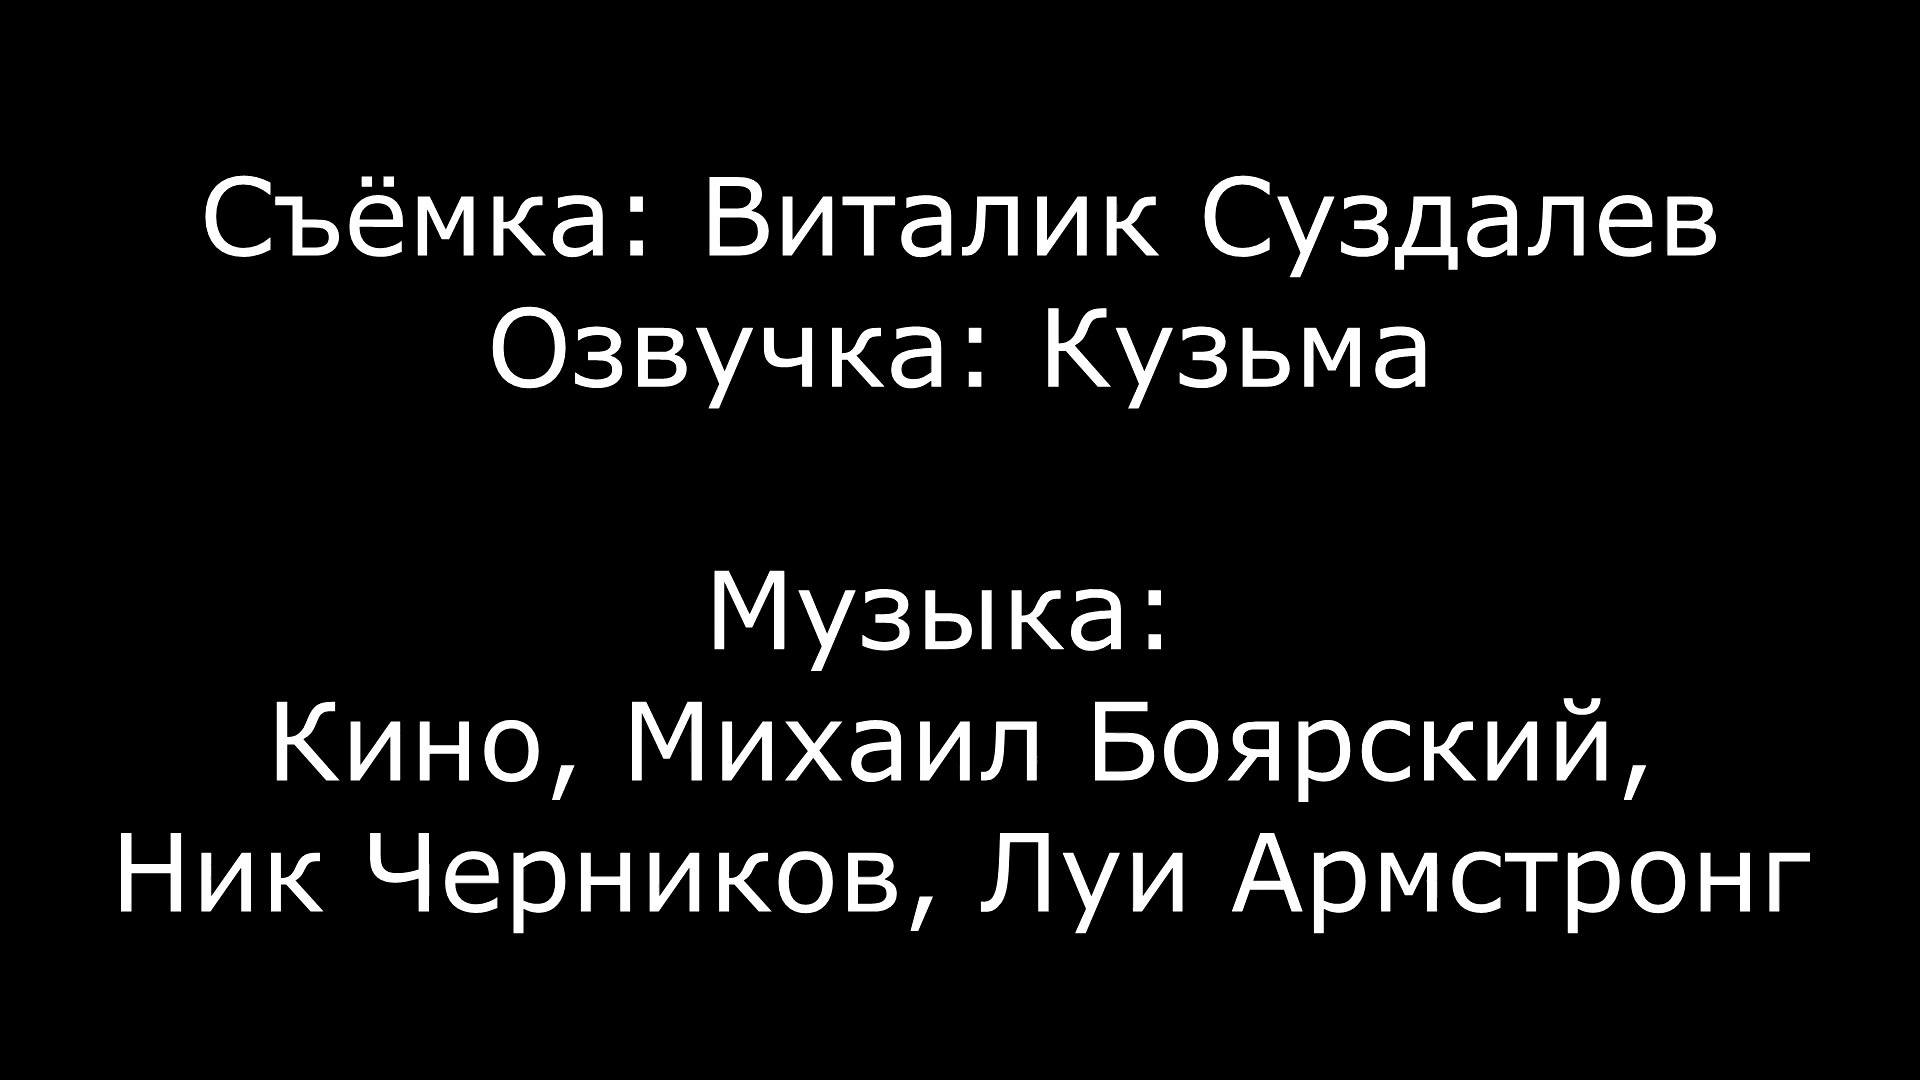 Съёмка: Виталик Суздалев
Озвучка: Кузьма
Музыка:
Кино, Михаил Боярский,
Ник Черников, Луи Армстронг